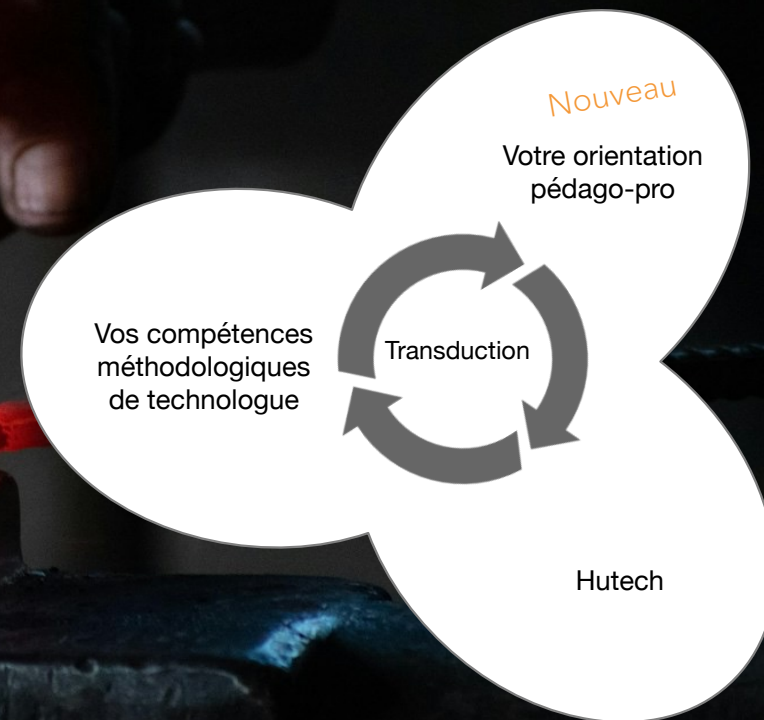 Nouveau
Votre orientation
pédago-pro
Vos compétences
méthodologiques
de technologue
Transduction
Hutech